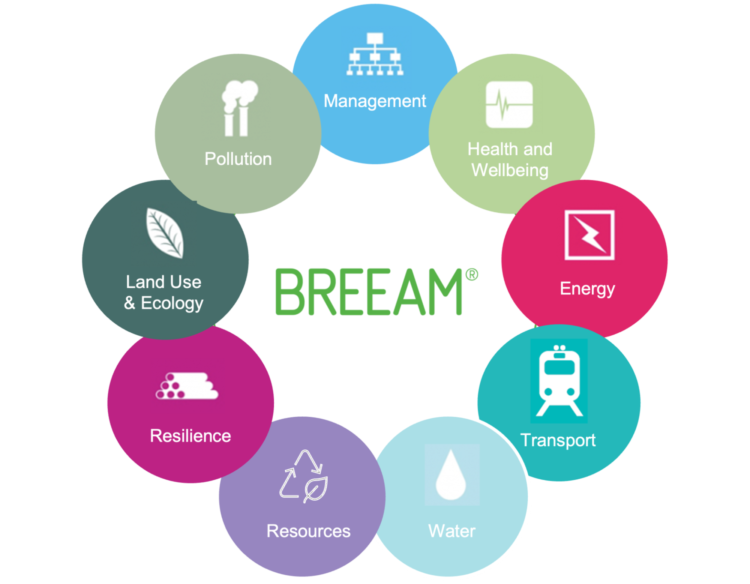 Management
Health and
Wellbeing
Energy
Transport
Water
Resources
Resilience
Land Use
& Ecology
Pollution
BREEAM®